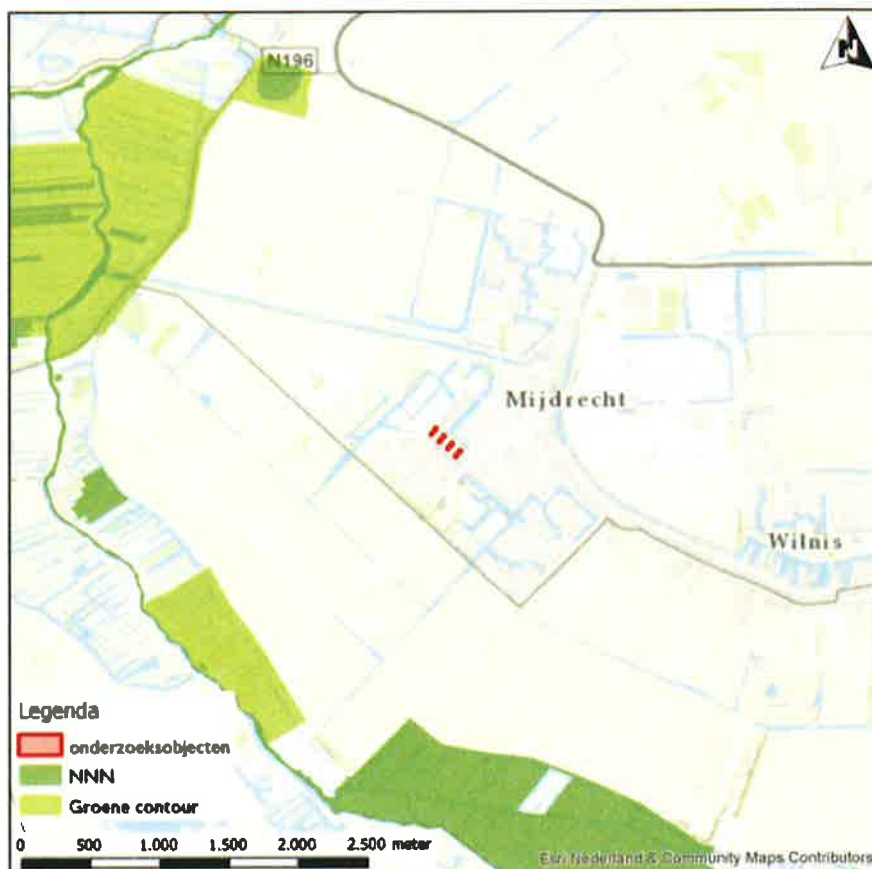 N196
N
Mijdrecht
Wilnis
Legenda
onderzoeksobjecten
NNN
Groene contour
0 500 1.000 1.500 2.000 2.500 meter
Esri Nederland & Community Maps Contributors